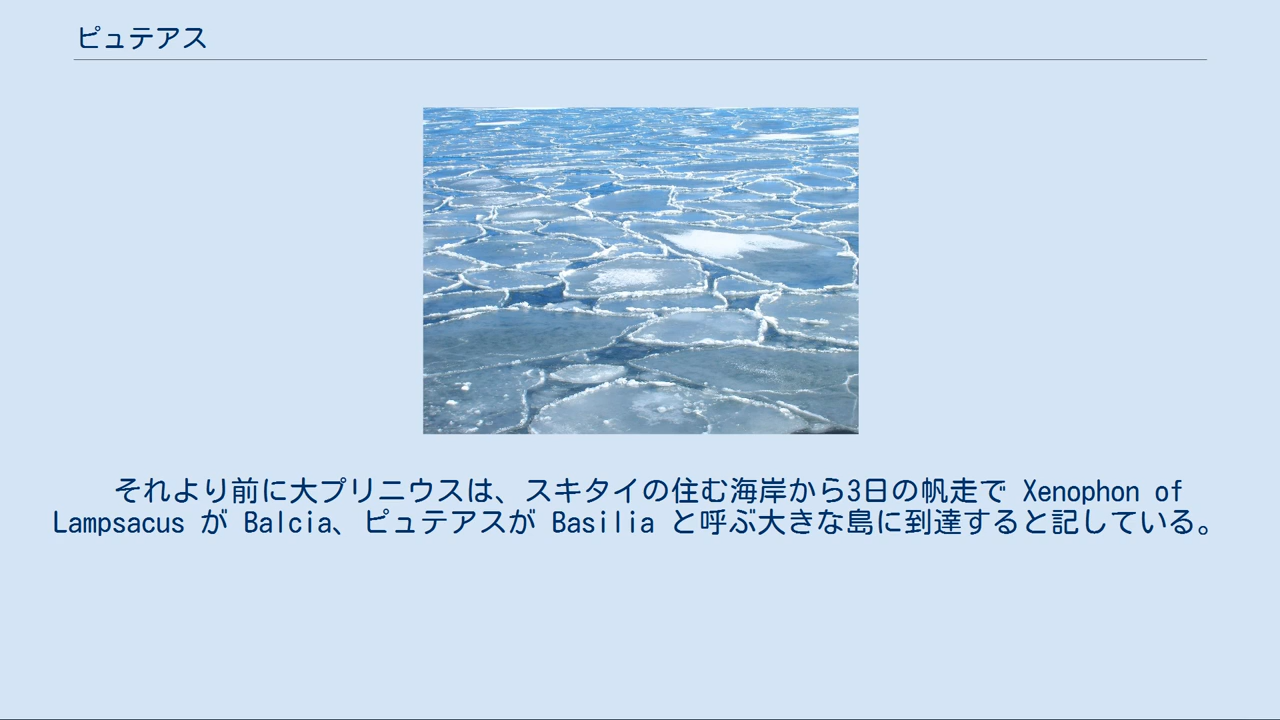 ピュテアス
それより前に大プリニウスは、スキタイの住む海岸から3日の帆走で Xenophon of
Lampsacus が Balcia、ピュテアスが Basilia と呼ぶ大きな島に到達すると記している。